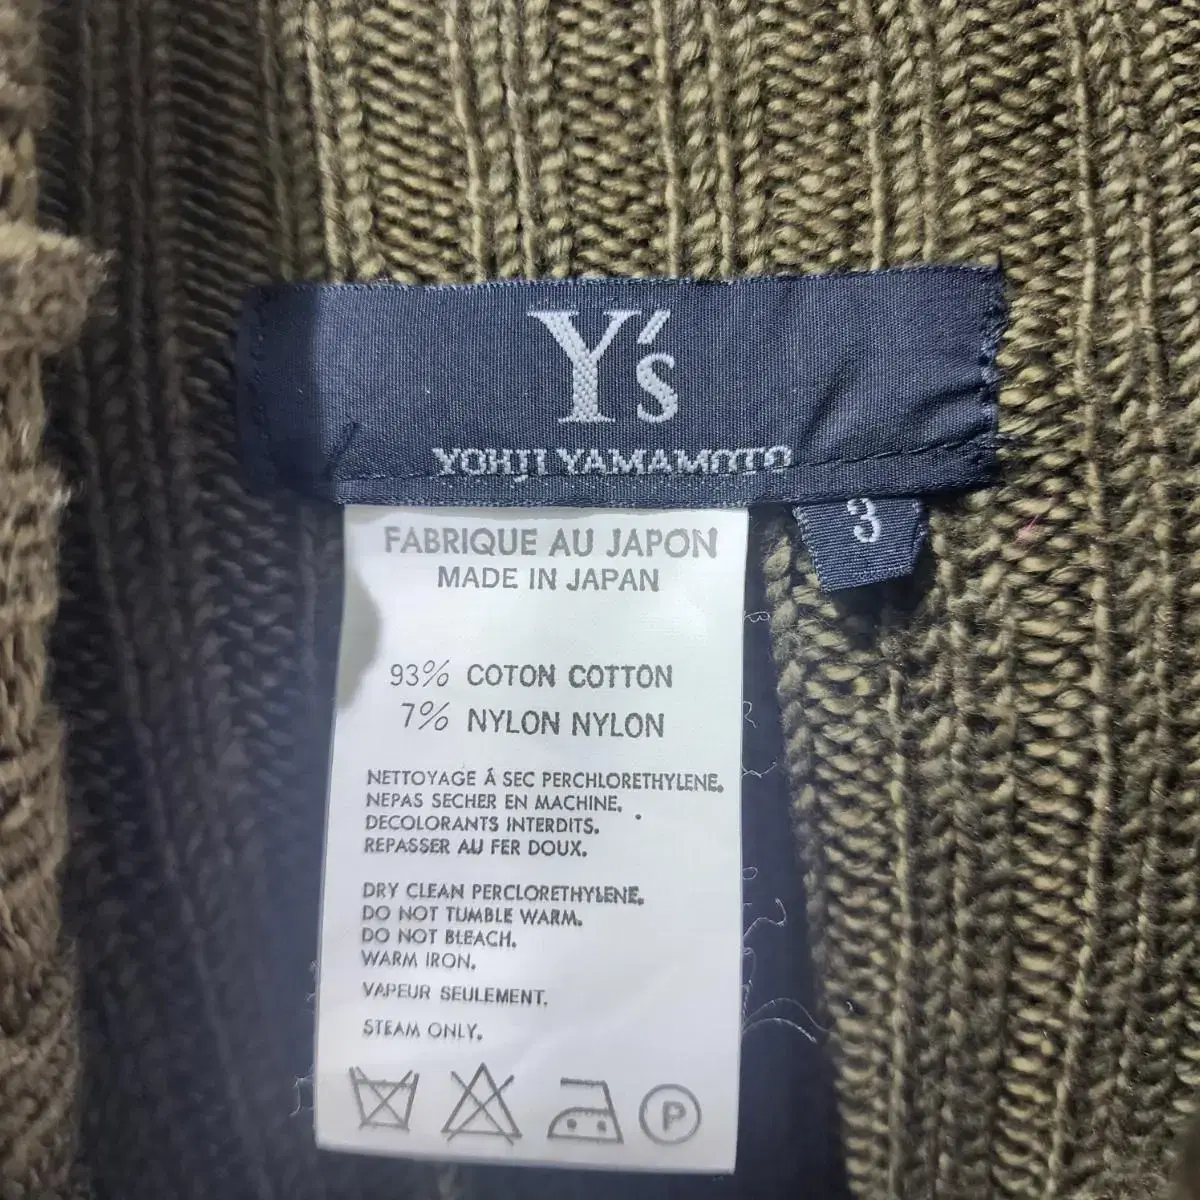 Y's
YOHJI YAMAMOTO
3
FABRIQUE AU JAPON
MADE IN JAPAN
93% COTON COTTON
7% NYLON NYLON
NETTOYAGE Á SEC PERCHLORETHYLENE.
NEPAS SECHER EN MACHINE.
DECOLORANTS INTERDITS.
REPASSER AU FER DOUX.
DRY CLEAN PERCLORETHYLENE.
DO NOT TUMBLE WARM.
DO NOT BLEACH.
WARM IRON.
VAPEUR SEULEMENT.
STEAM ONLY.
P